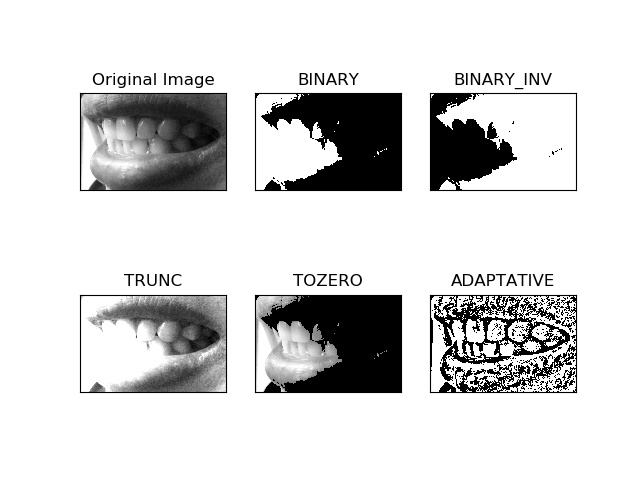 Original Image
BINARY
BINARY_INV
TRUNC
TOZERO
ADAPTATIVE